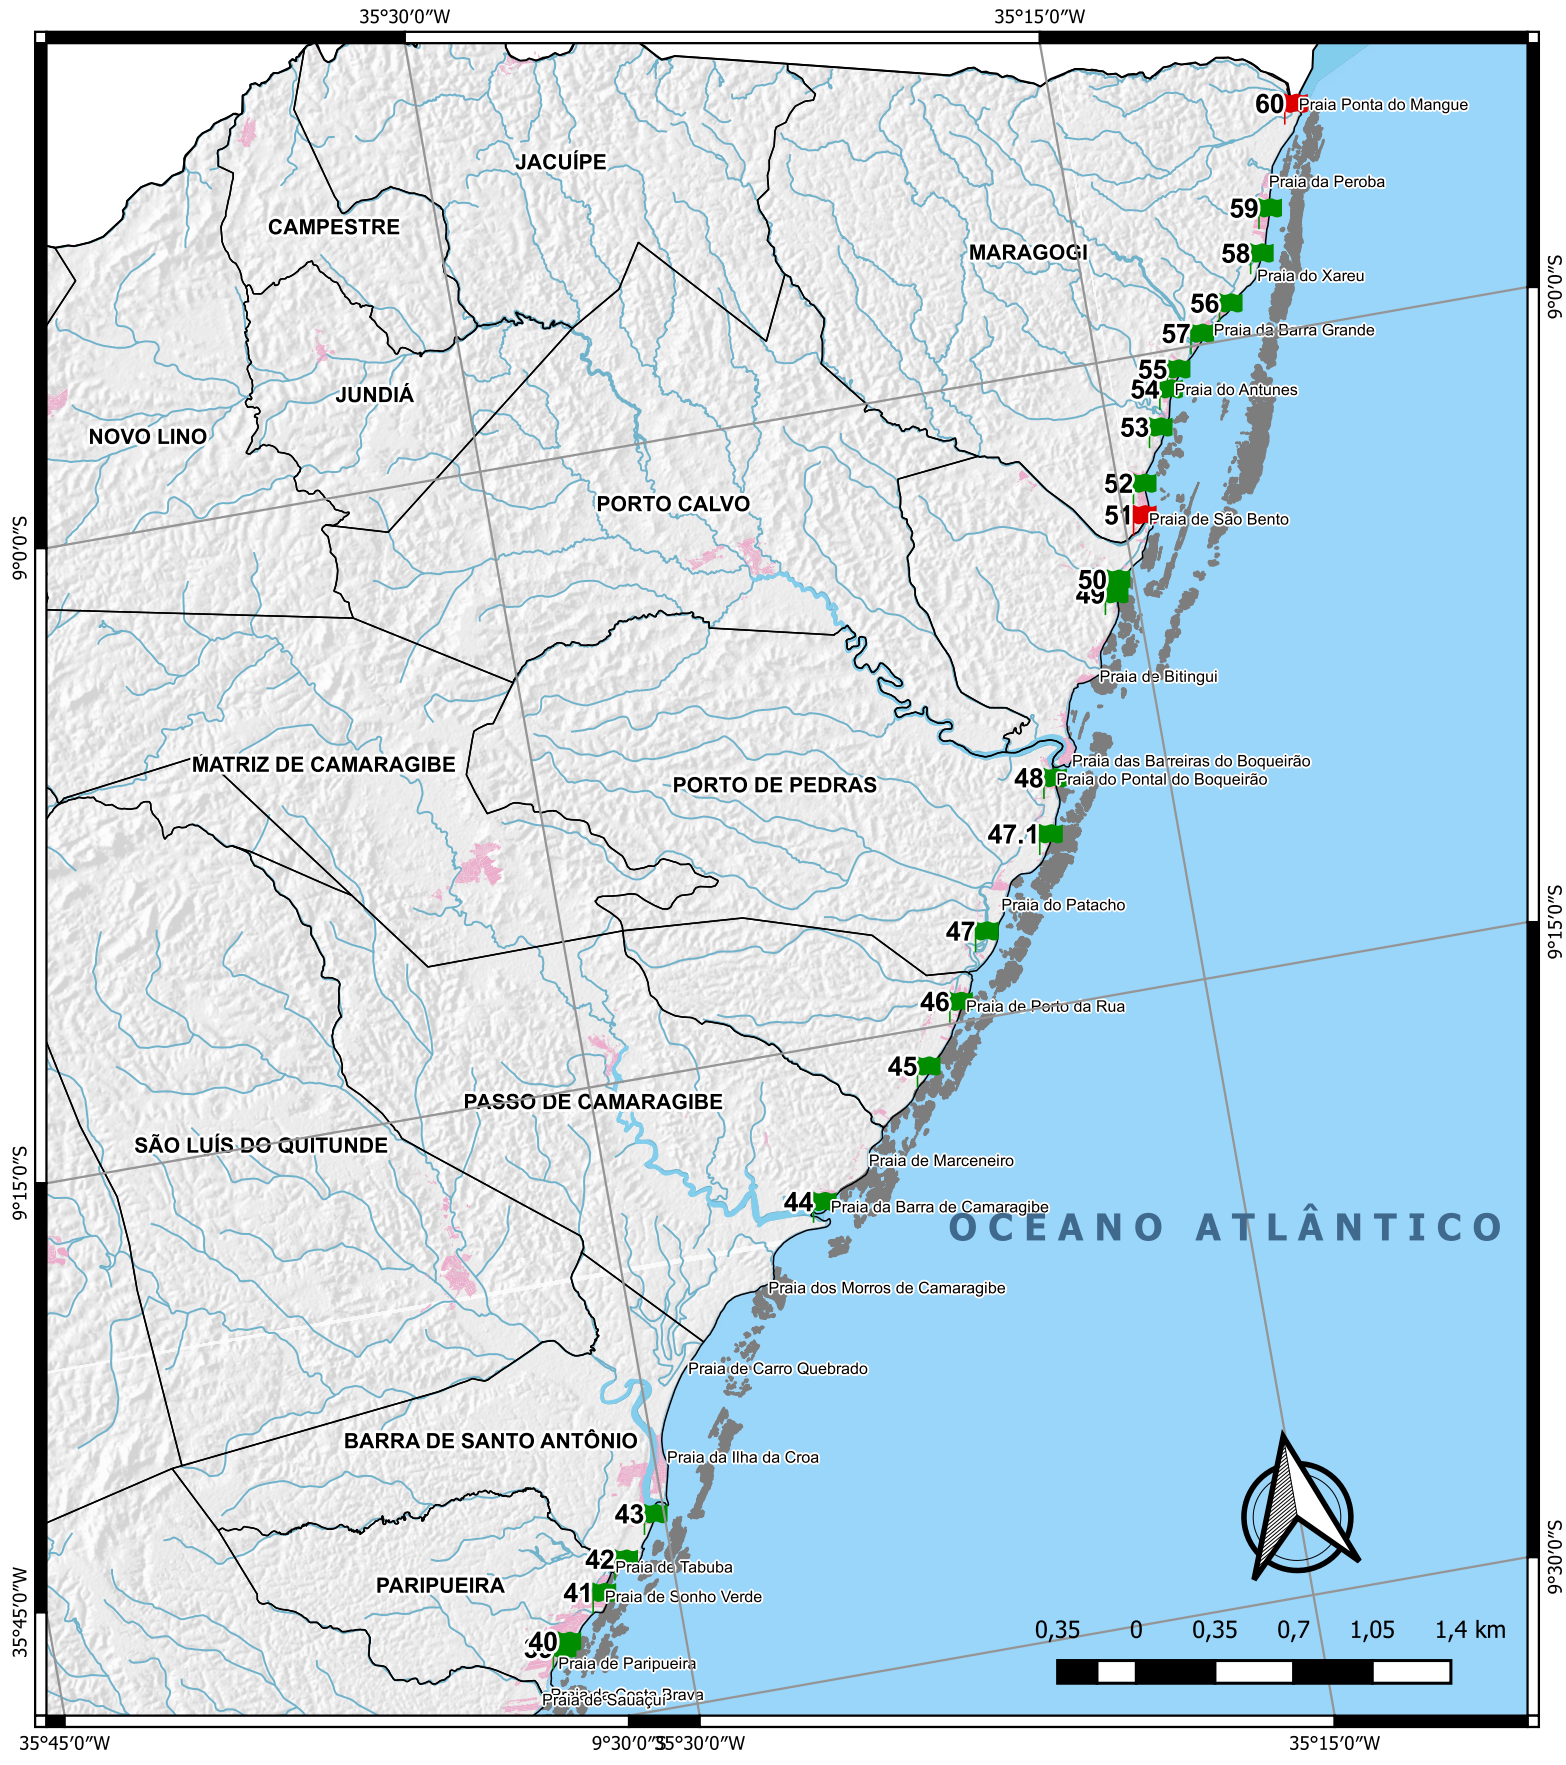 35°30′0″W
35°15′0″W
60
Praia Ponta do Mangue
JACUÍPE
Praia da Peroba
59
CAMPESTRE
MARAGOGI
58
Praia do Xareu
9°0′0″S
56
57
Praia da Barra Grande
55
54
Praia do Antunes
JUNDIÁ
NOVO LINO
53
52
51
Praia de São Bento
PORTO CALVO
9°0′0″S
50
49
Praia de Bitingui
MATRIZ DE CAMARAGIBE
Praia das Barreiras do Boqueirão
48
Praia do Pontal do Boqueirão
PORTO DE PEDRAS
47.1
Praia do Patacho
9°15′0″S
47
46
Praia de Porto da Rua
45
PASSO DE CAMARAGIBE
SÃO LUÍS DO QUITUNDE
Praia de Marceneiro
9°15′0″S
44
Praia da Barra de Camaragibe
OCEANO ATLÂNTICO
Praia dos Morros de Camaragibe
Praia de Carro Quebrado
BARRA DE SANTO ANTÔNIO
Praia da Ilha da Croa
43
42
Praia de Tabuba
9°30′0″S
PARIPUEIRA
41
Praia de Sonho Verde
35°45′0″W
40
Praia de Paripueira
0,35 0 0,35 0,7 1,05 1,4 km
Praia da Costa Brava
Praia de Sauaçuí
35°45′0″W
9°30′0″S
35°30′0″W
35°15′0″W